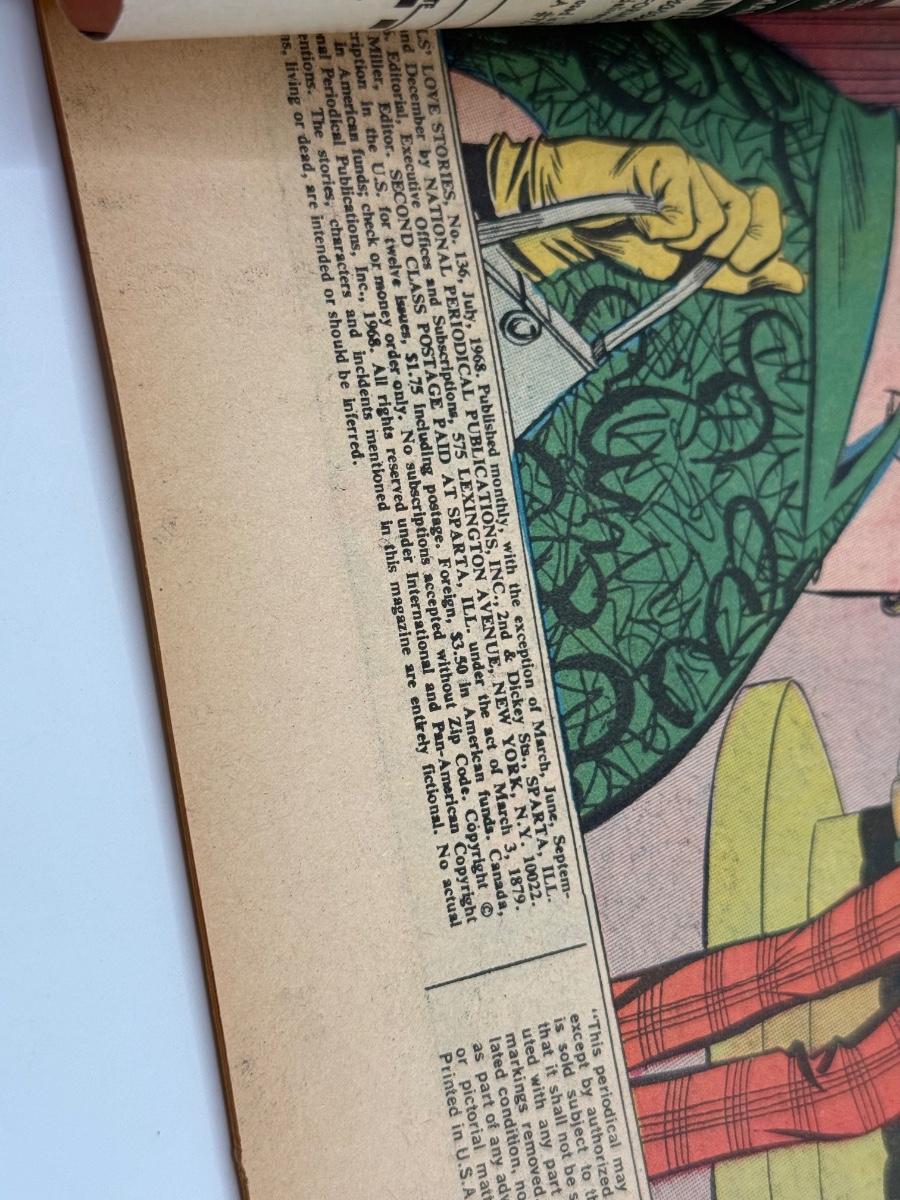 LS' LOVE STORIES, No. 136, July, 1968. Published monthly, with the exception of March, June, Septem-
nd December by NATIONAL PERIODICAL PUBLICATIONS, INC., 2nd & Dickey Sts., SPARTA, ILL.
Editorial, Executive Offices and Subscriptions, 575 LEXINGTON AVENUE, NEW YORK, N.Y. 10022.
Miller, Editor. SECOND CLASS POSTAGE PAID AT SPARTA, ILL. under the act of March 3, 1879.
ription in the U.S. for twelve issues, $1.75 including postage. Foreign, $3.50 in American funds. Canada,
in American funds; check or money order only. No subscriptions accepted without Zip Code. Copyright ©
nal Periodical Publications, Inc., 1968. All rights reserved under International and Pan-American Copyright
entions. The stories, characters and incidents mentioned in this magazine are entirely fictional. No actual
ns, living or dead, are intended or should be inferred.
"This periodical may
except by authorized
is sold subject to th
that it shall not be s
uted with any part
markings removed
lated condition, no
as part of any adv
or pictorial matt
Printed in U.S.A